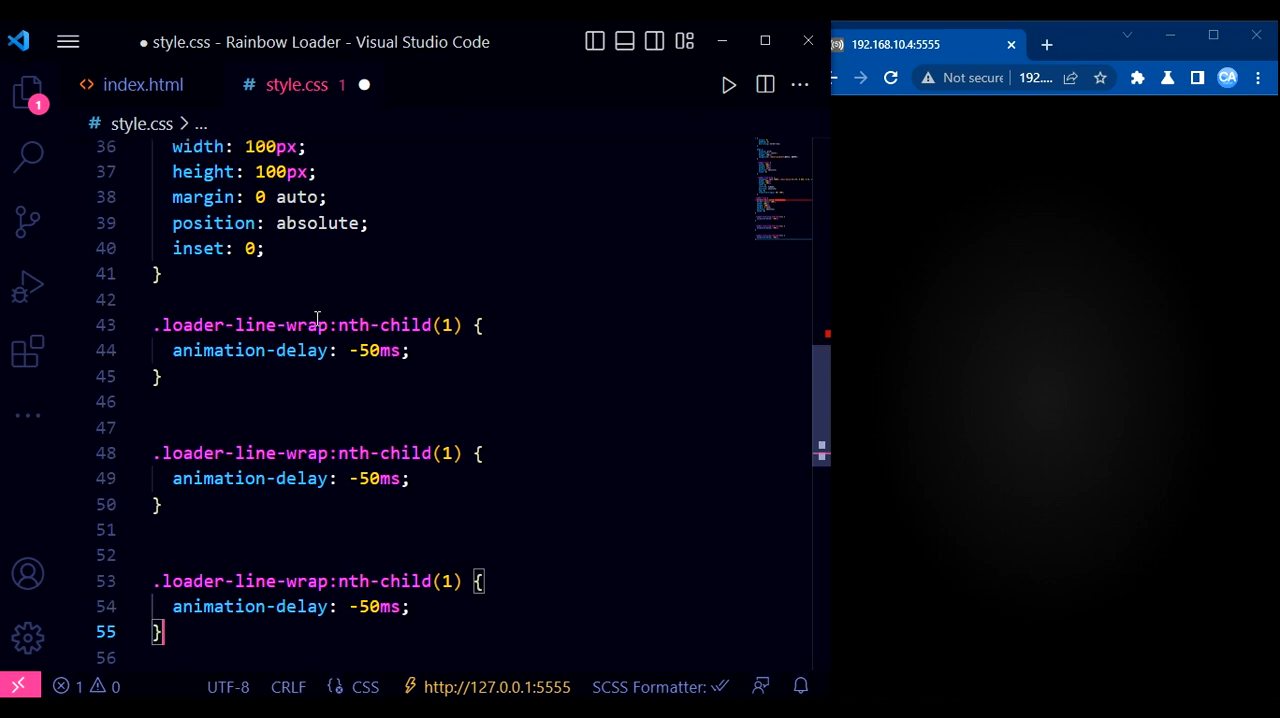 ● style.css - Rainbow Loader - Visual Studio Code
192.168.10.4:5555
index.html
# style.css 1
Not secure
192....
CA
1
# style.css > ...
36 width: 100px;
37 height: 100px;
38 margin: 0 auto;
39 position: absolute;
40 inset: 0;
41 }
42
43 .loader-line-wrap:nth-child(1) {
44 animation-delay: -50ms;
45 }
46
47
48 .loader-line-wrap:nth-child(1) {
49 animation-delay: -50ms;
50 }
51
52
53 .loader-line-wrap:nth-child(1) {
54 animation-delay: -50ms;
55 }
56
1 0 UTF-8 CRLF CSS http://127.0.0.1:5555 SCSS Formatter: